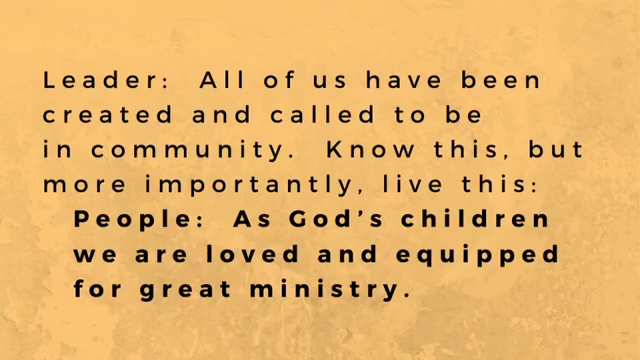 Leader:  All of us have been
created and called to be
in community.  Know this, but
more importantly, live this:
People:  As God’s children
we are loved and equipped
for great ministry.